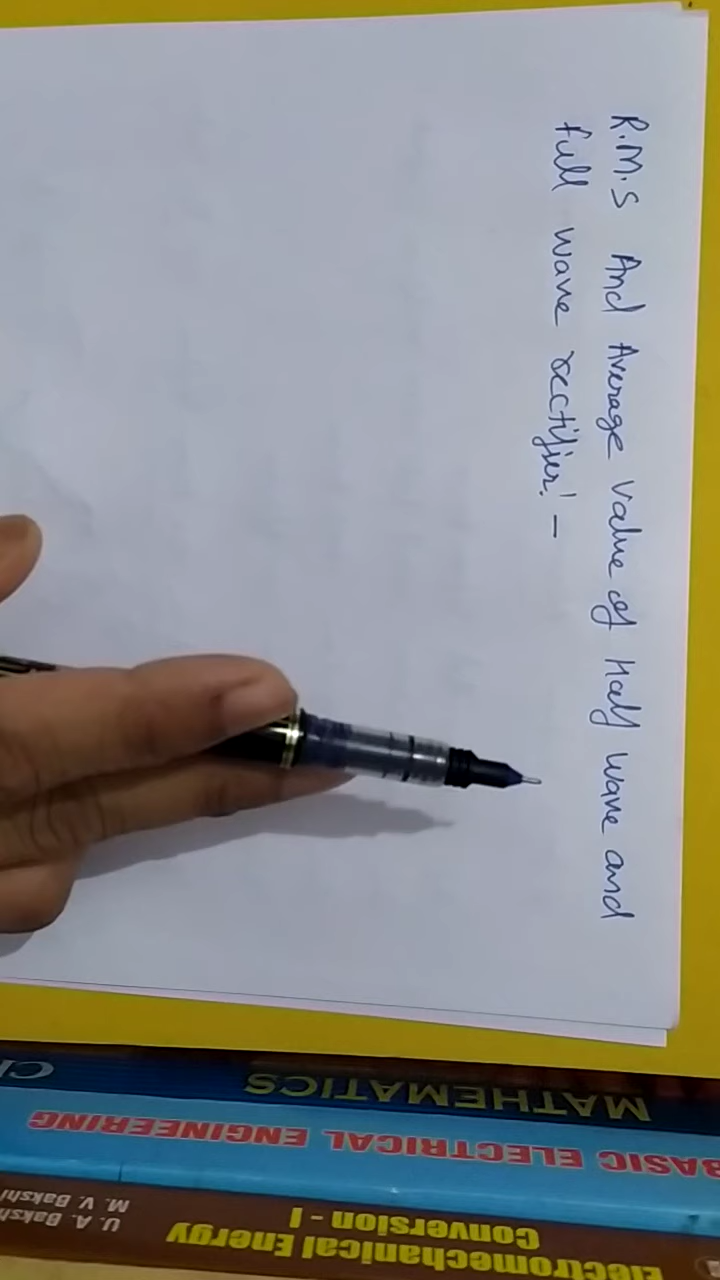 R.M.S And Average Value of Half wave and
full wave rectifier! –
MATHEMATICS
BASIC ELECTRICAL ENGINEERING
Electromechanical Energy
Conversion - I
U. A. Bakshi
M. V. Bakshi